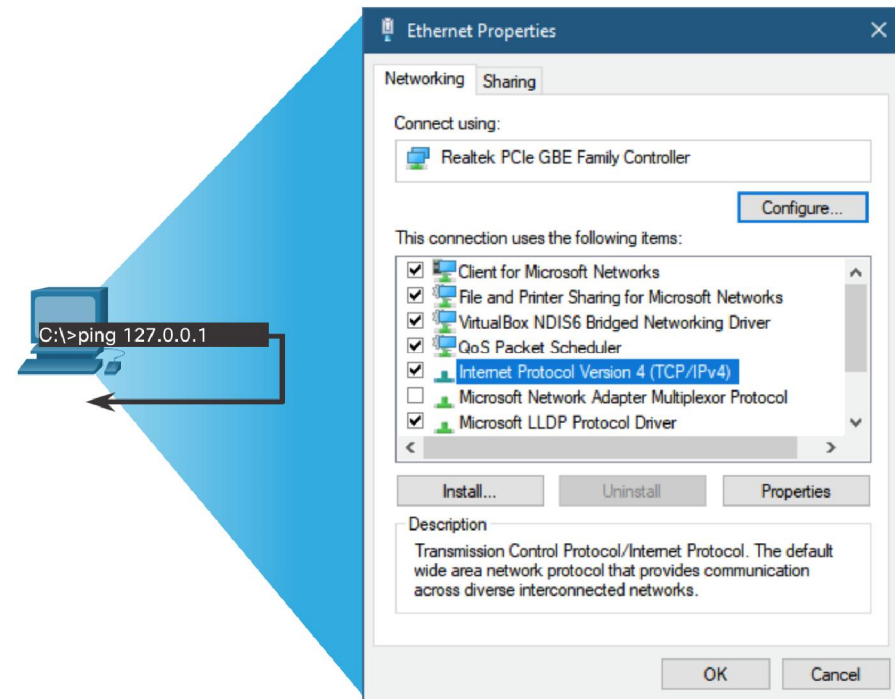 Ethernet Properties
Networking
Sharing
Connect using:
Realtek PCIe GBE Family Controller
Configure...
This connection uses the following items:
Client for Microsoft Networks
File and Printer Sharing for Microsoft Networks
VirtualBox NDIS6 Bridged Networking Driver
QoS Packet Scheduler
Internet Protocol Version 4 (TCP/IPv4)
Microsoft Network Adapter Multiplexor Protocol
Microsoft LLDP Protocol Driver
Install...
Uninstall
Properties
Description
Transmission Control Protocol/Internet Protocol. The default
wide area network protocol that provides communication
across diverse interconnected networks.
OK
Cancel
C:\>ping 127.0.0.1